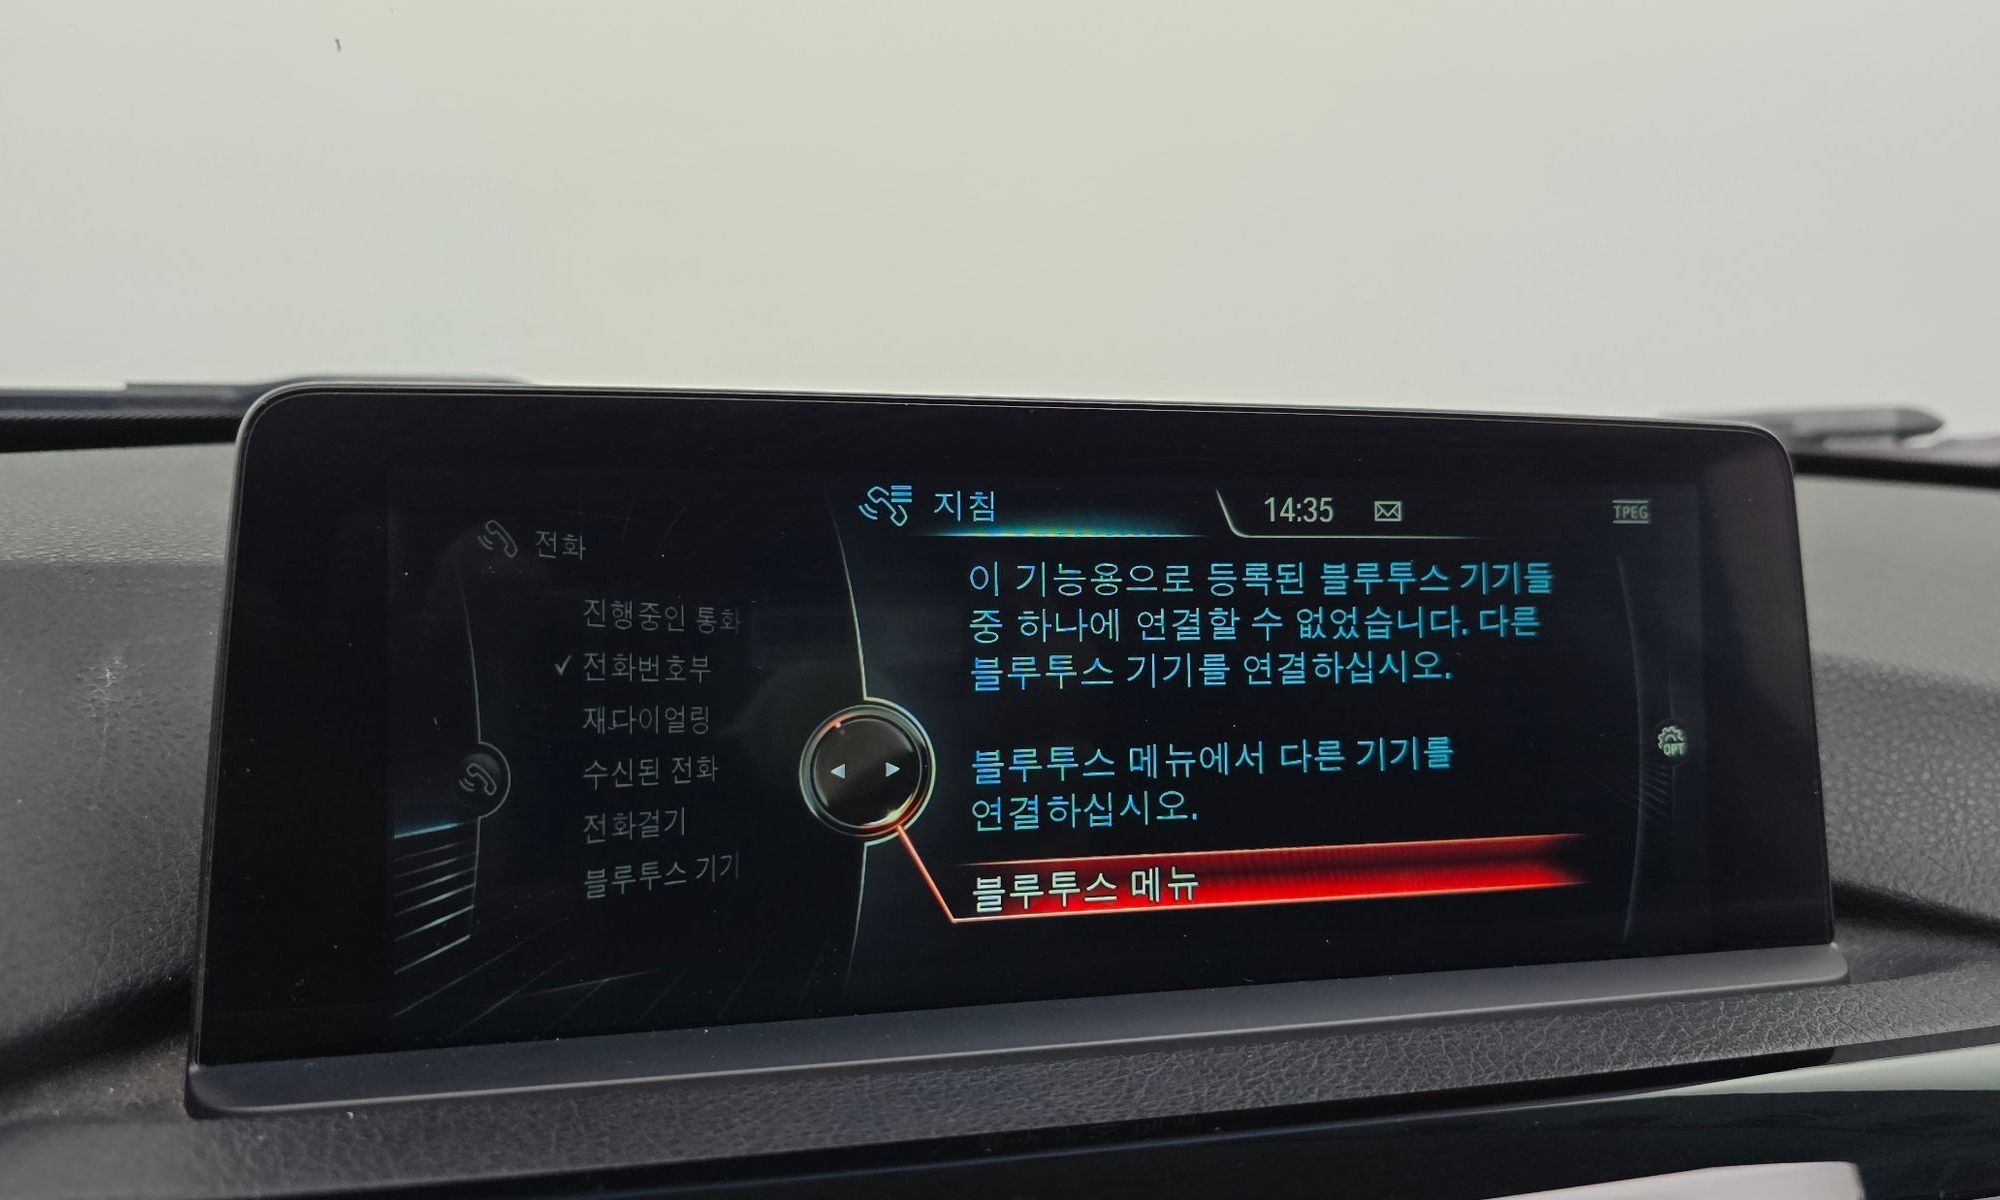 전화
진행중인 통화
전화번호부
재다이얼링
수신된 전화
전화걸기
블루투스 기기
지침
14:35
TPEG
이 기능용으로 등록된 블루투스 기기들
중 하나에 연결할 수 없었습니다. 다른
블루투스 기기를 연결하십시오.
블루투스 메뉴에서 다른 기기를
연결하십시오.
블루투스 메뉴
OPT